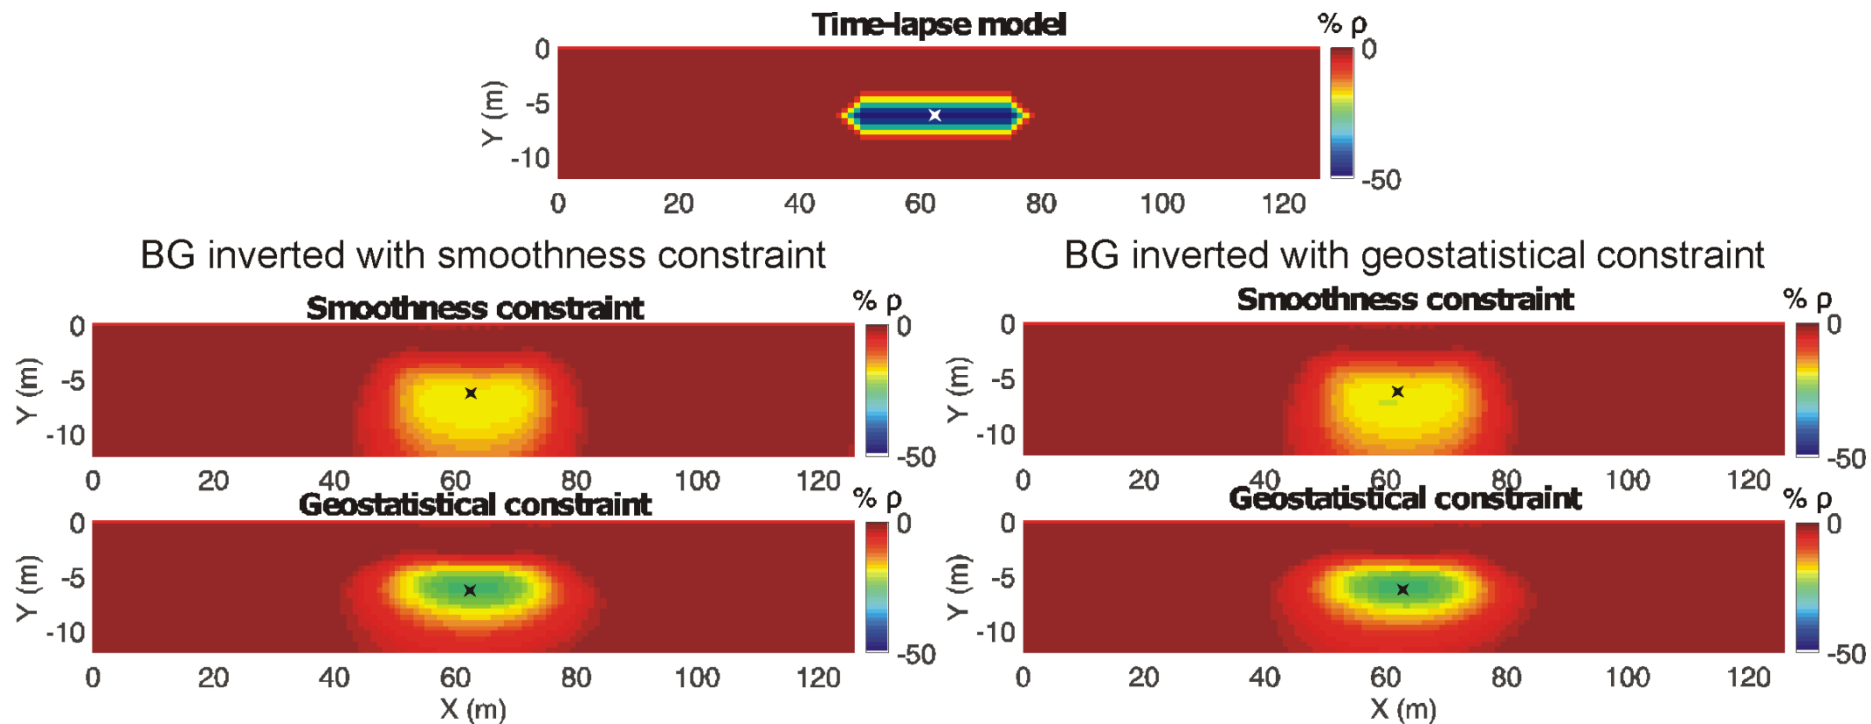 Time-lapse model
% ρ
0
-5
-10
Y (m)
0
-50
0 20 40 60 80 100 120
BG inverted with smoothness constraint
Smoothness constraint
% ρ
0
-5
-10
Y (m)
0
-50
0 20 40 60 80 100 120
Geostatistical constraint
% ρ
0
-5
-10
Y (m)
0
-50
0 20 40 60 80 100 120
X (m)
BG inverted with geostatistical constraint
Smoothness constraint
% ρ
0
-5
-10
Y (m)
0
-50
0 20 40 60 80 100 120
Geostatistical constraint
% ρ
0
-5
-10
Y (m)
0
-50
0 20 40 60 80 100 120
X (m)